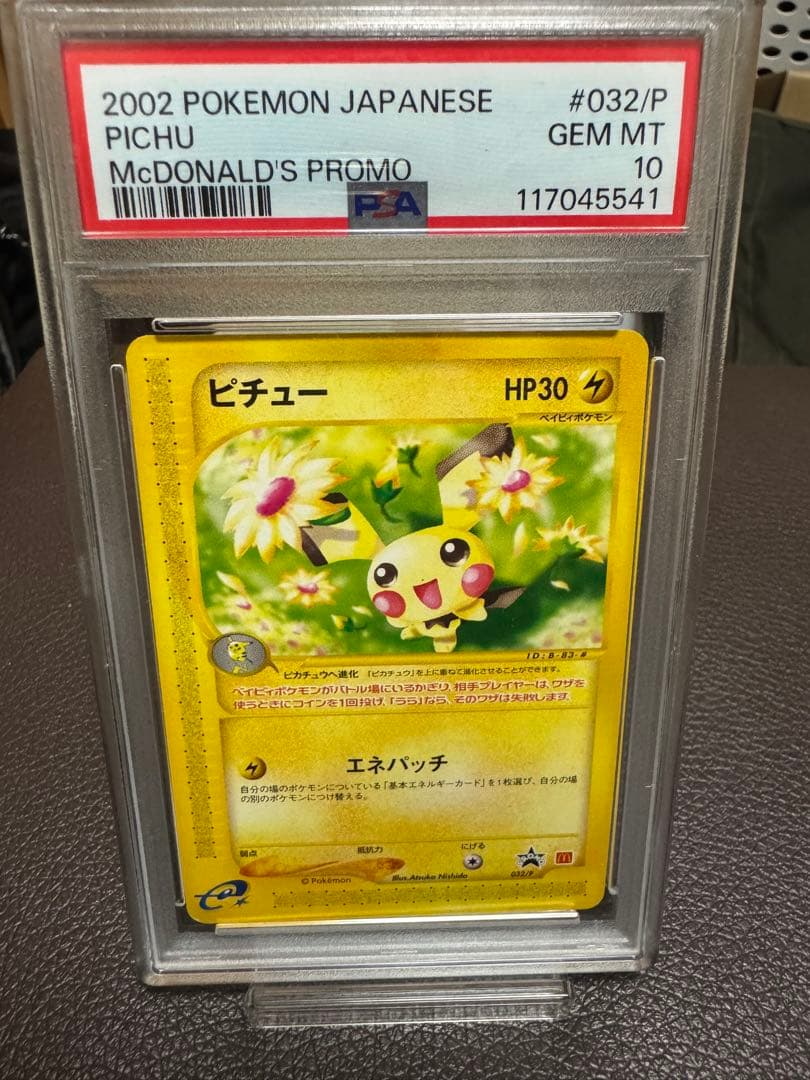 2002 POKEMON JAPANESE #032/P
PICHU GEM MT
McDONALD'S PROMO 10
PSA 117045541
ピチュー HP30
ベイビィポケモン
ID:B-83-#
ピカチュウへ進化 「ピカチュウ」を上に重ねて進化させることができます。
ベイビィポケモンがバトル場にいるかぎり、相手プレイヤーは、ワザを
使うときにコインを1回投げ、「うら」なら、そのワザは失敗します。
エネパッチ
自分の場のポケモンについている「基本エネルギーカード」を1枚選び、自分の場
の別のポケモンにつけ替える。
弱点 抵抗力 にげる
032/P
© Pokémon Illus. Atsuko Nishida
e